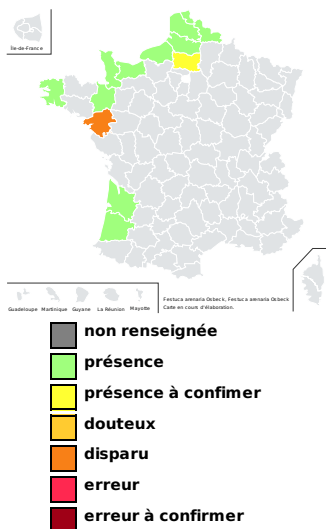 Île-de-France
Guadeloupe Martinique Guyane La Réunion Mayotte
Festuca arenaria Osbeck, Festuca arenaria Osbeck
Carte en cours d'élaboration.
non renseignée
présence
présence à confimer
douteux
disparu
erreur
erreur à confirmer